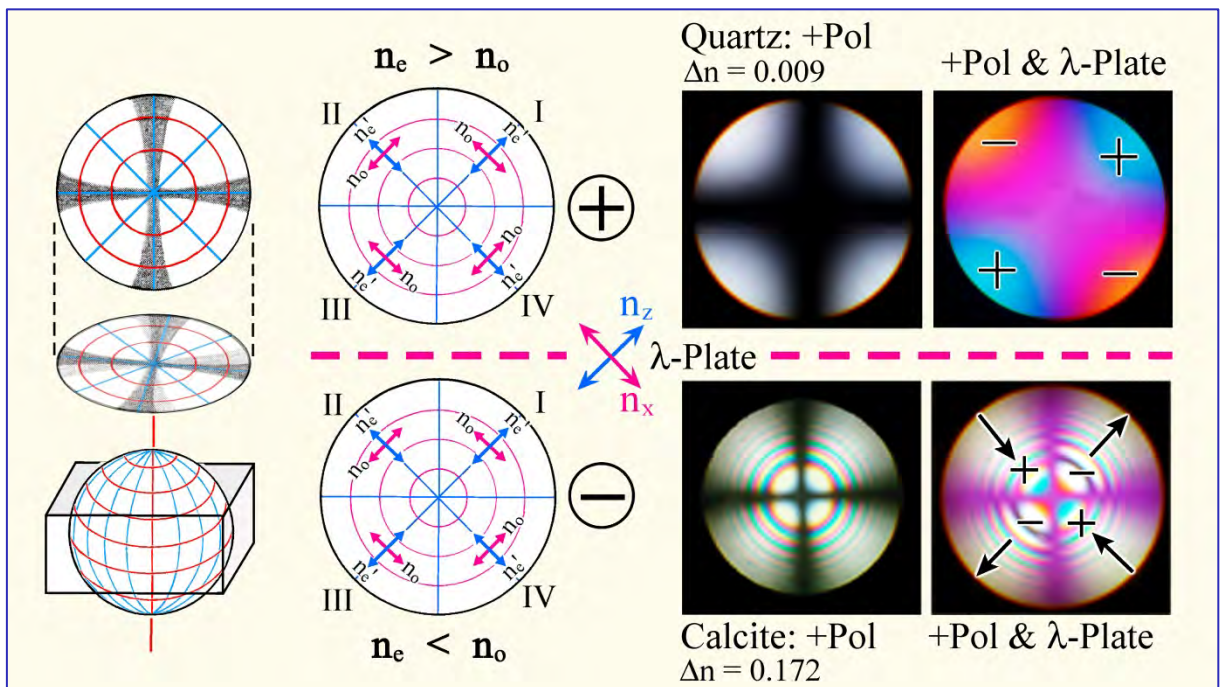 nₑ > nₒ
II
I
nₑ'
nₒ
nₒ
nₑ'
nₒ
nₑ'
nₒ
nₑ'
III
IV
+
Quartz: +Pol
Δn = 0.009
+Pol & λ-Plate
−
+
+
−
n_z
λ-Plate
nₓ
II
I
nₑ'
nₒ
nₒ
nₑ'
nₒ
nₑ'
nₒ
nₑ'
III
IV
−
nₑ < nₒ
+
−
−
+
Calcite: +Pol
Δn = 0.172
+Pol & λ-Plate